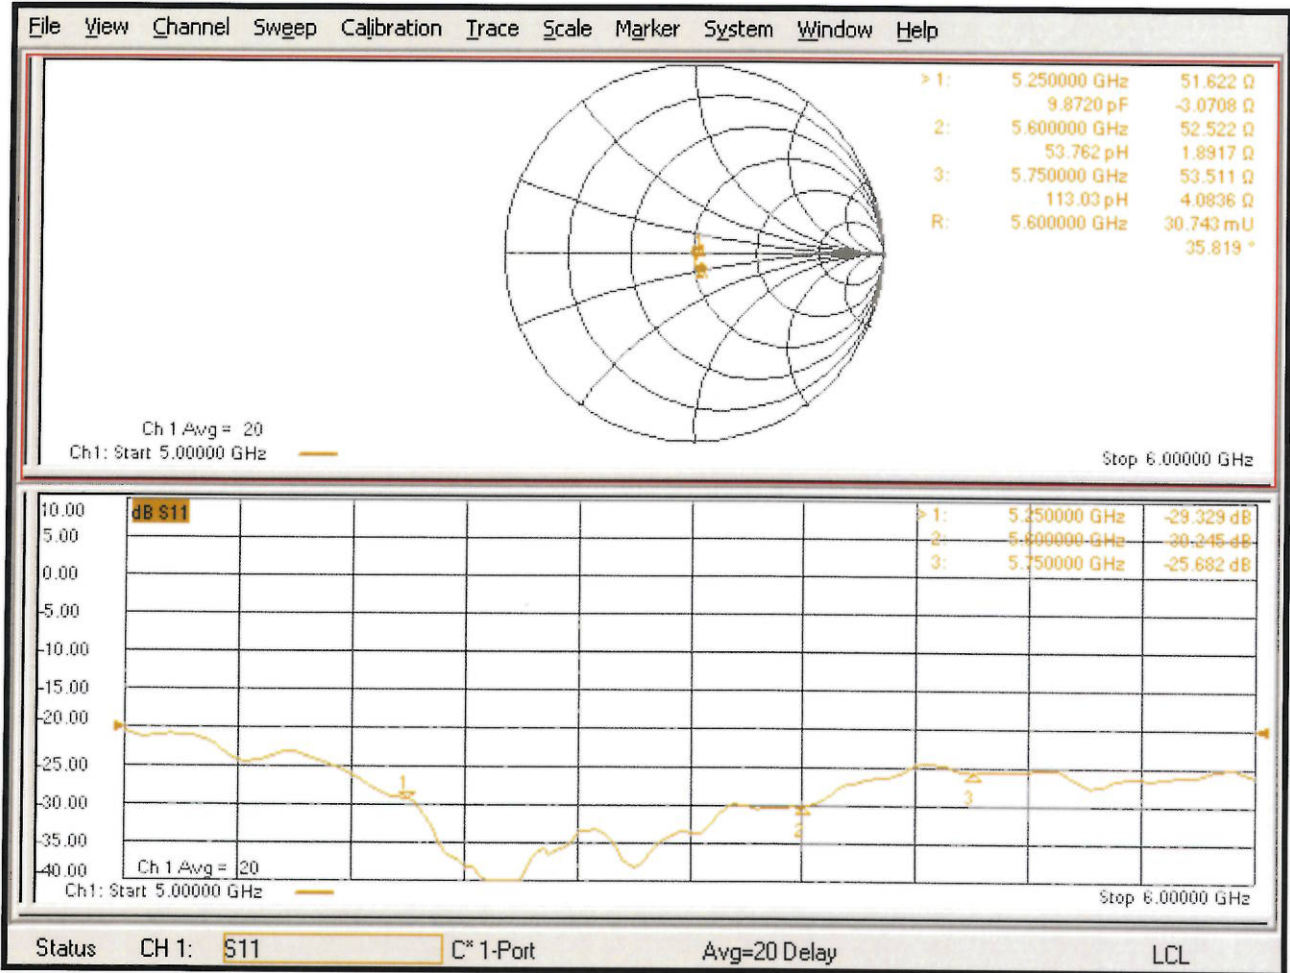 File View Channel Sweep Calibration Trace Scale Marker System Window Help
> 1: 5.250000 GHz 51.622 Ω
9.8720 pF -3.0708 Ω
2: 5.600000 GHz 52.522 Ω
53.762 pH 1.8917 Ω
3: 5.750000 GHz 53.511 Ω
113.03 pH 4.0836 Ω
R: 5.600000 GHz 30.743 mU
35.819 °
Ch 1 Avg = 20
Ch1: Start 5.00000 GHz Stop 6.00000 GHz
10.00 dB S11 > 1: 5.250000 GHz -29.329 dB
5.00 2: 5.600000 GHz -30.245 dB
0.00 3: 5.750000 GHz -25.682 dB
-5.00
-10.00
-15.00
-20.00
-25.00
1
-30.00
3
2
-35.00
-40.00 Ch 1 Avg = 20
Ch1: Start 5.00000 GHz Stop 6.00000 GHz
Status CH 1: S11 C* 1-Port Avg=20 Delay LCL